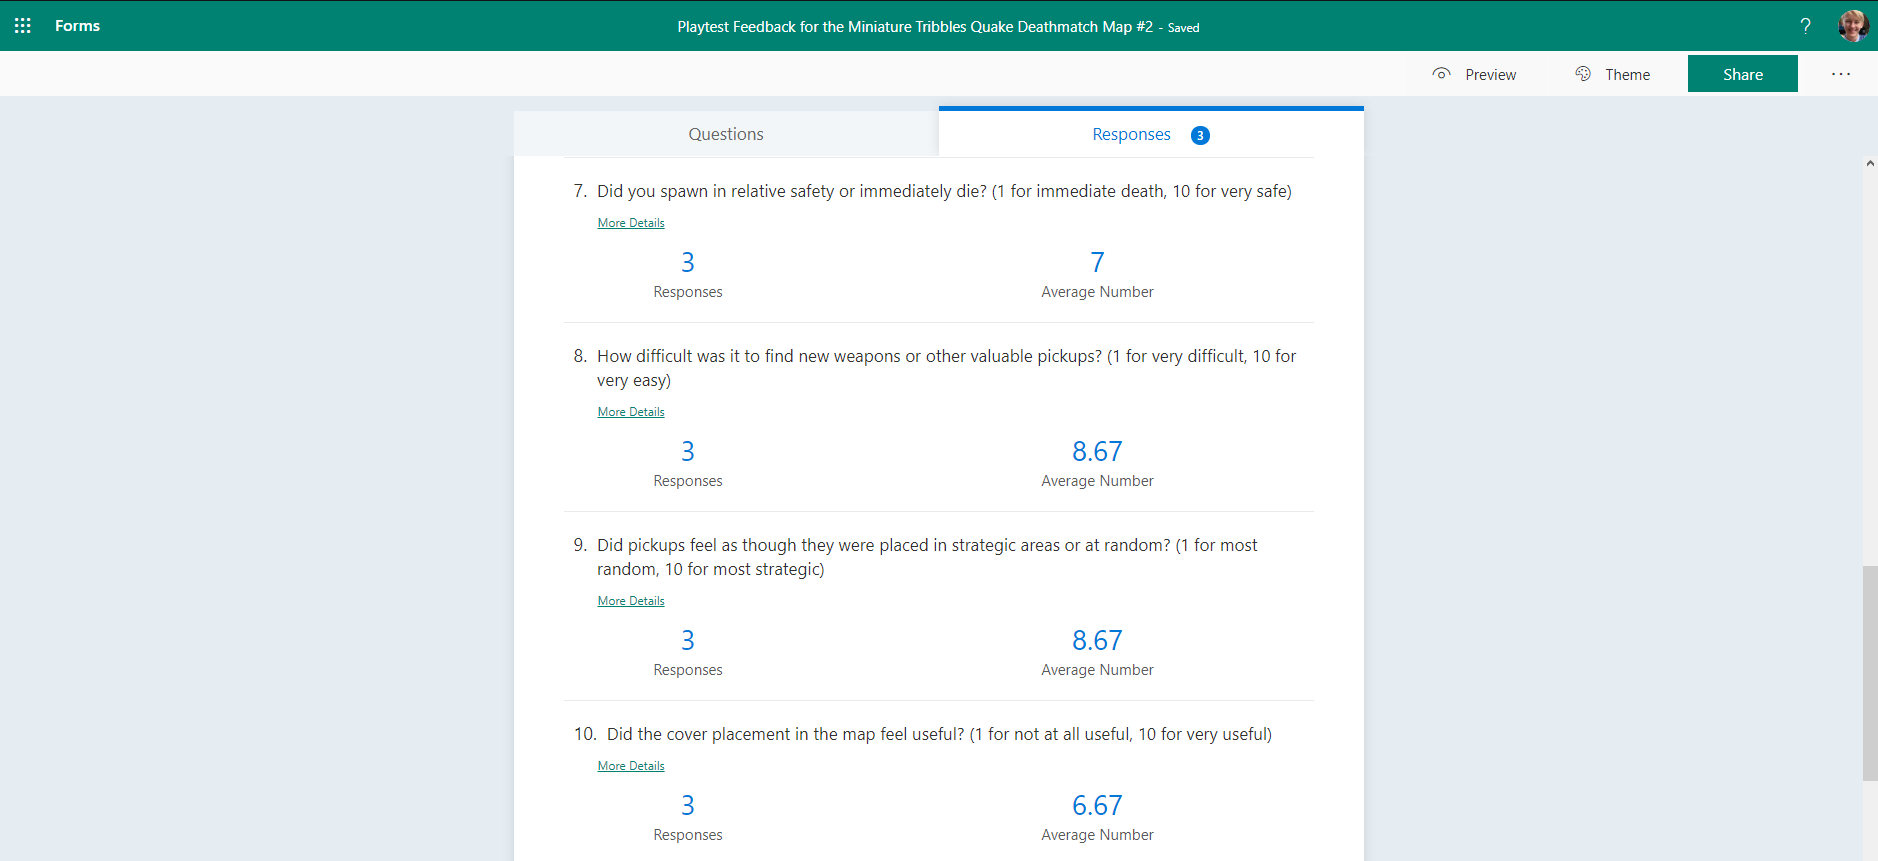 Forms
Playtest Feedback for the Miniature Tribbles Quake Deathmatch Map #2 - Saved
?
Preview
Theme
Share
...
Questions
Responses 3
7. Did you spawn in relative safety or immediately die? (1 for immediate death, 10 for very safe)
More Details
3
Responses
7
Average Number
8. How difficult was it to find new weapons or other valuable pickups? (1 for very difficult, 10 for
very easy)
More Details
3
Responses
8.67
Average Number
9. Did pickups feel as though they were placed in strategic areas or at random? (1 for most
random, 10 for most strategic)
More Details
3
Responses
8.67
Average Number
10. Did the cover placement in the map feel useful? (1 for not at all useful, 10 for very useful)
More Details
3
Responses
6.67
Average Number